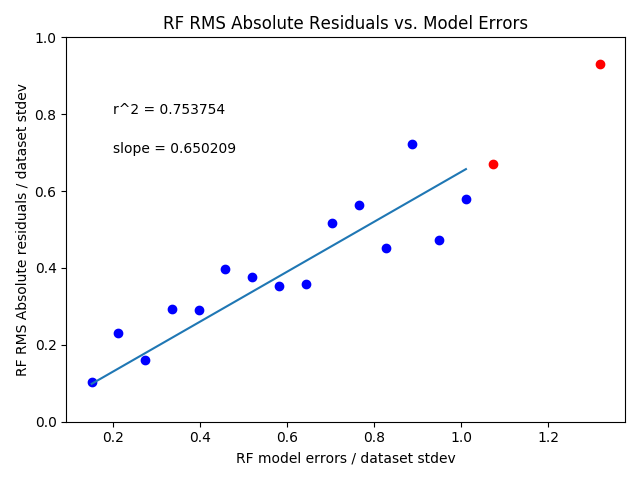 RF RMS Absolute Residuals vs. Model Errors
1.0
0.8
0.6
0.4
0.2
0.0
RF RMS Absolute residuals / dataset stdev
r^2 = 0.753754
slope = 0.650209
0.2 0.4 0.6 0.8 1.0 1.2
RF model errors / dataset stdev